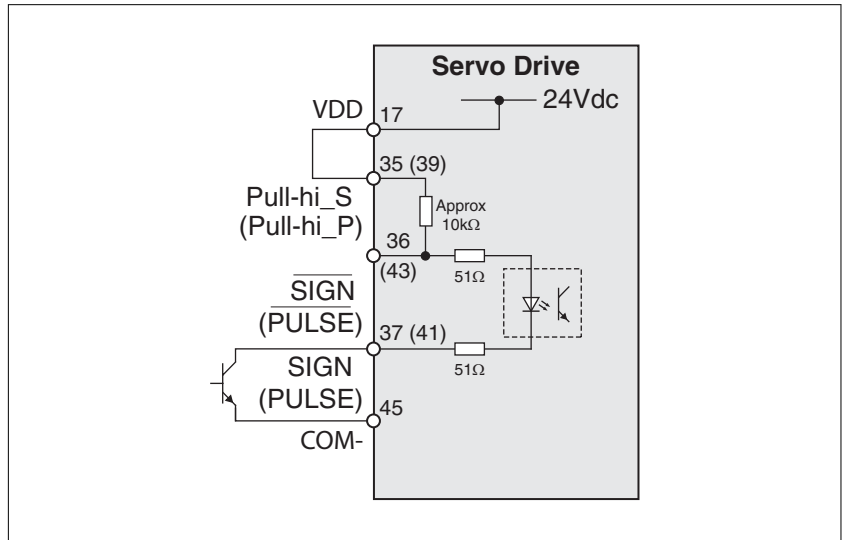 Servo Drive
24Vdc
VDD
17
35 (39)
Pull-hi_S
(Pull-hi_P)
Approx
10kΩ
36
(43)
51Ω
SIGN
(PULSE)
37 (41)
51Ω
SIGN
(PULSE)
45
COM-